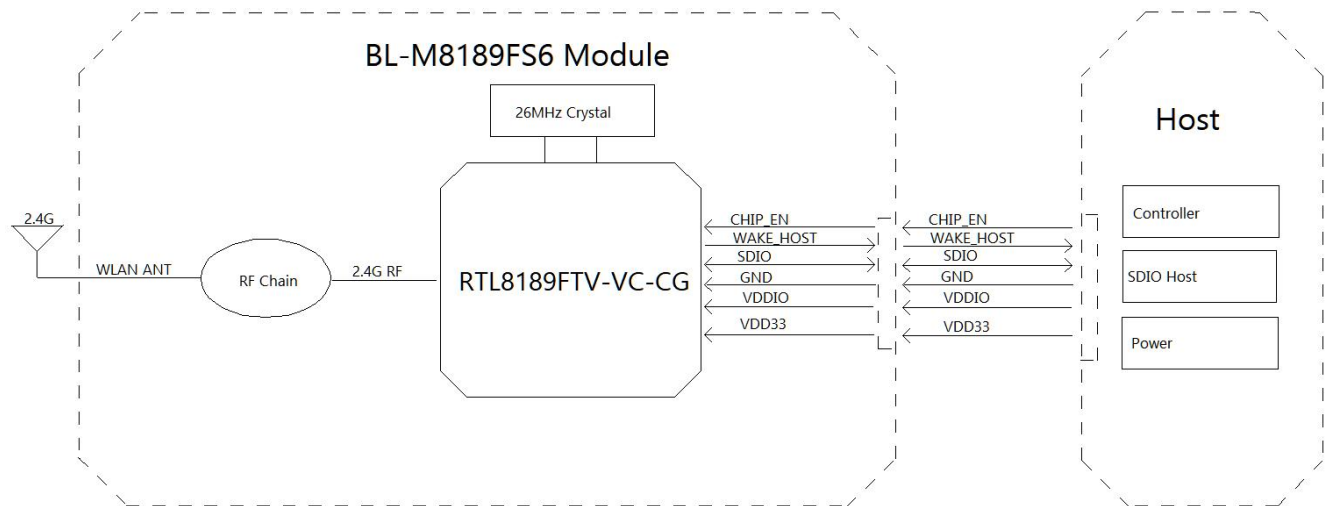 BL-M8189FS6 Module
26MHz Crystal
Host
2.4G
WLAN ANT
RF Chain
2.4G RF
RTL8189FTV-VC-CG
CHIP_EN
WAKE_HOST
SDIO
GND
VDDIO
VDD33
CHIP_EN
WAKE_HOST
SDIO
GND
VDDIO
VDD33
Controller
SDIO Host
Power